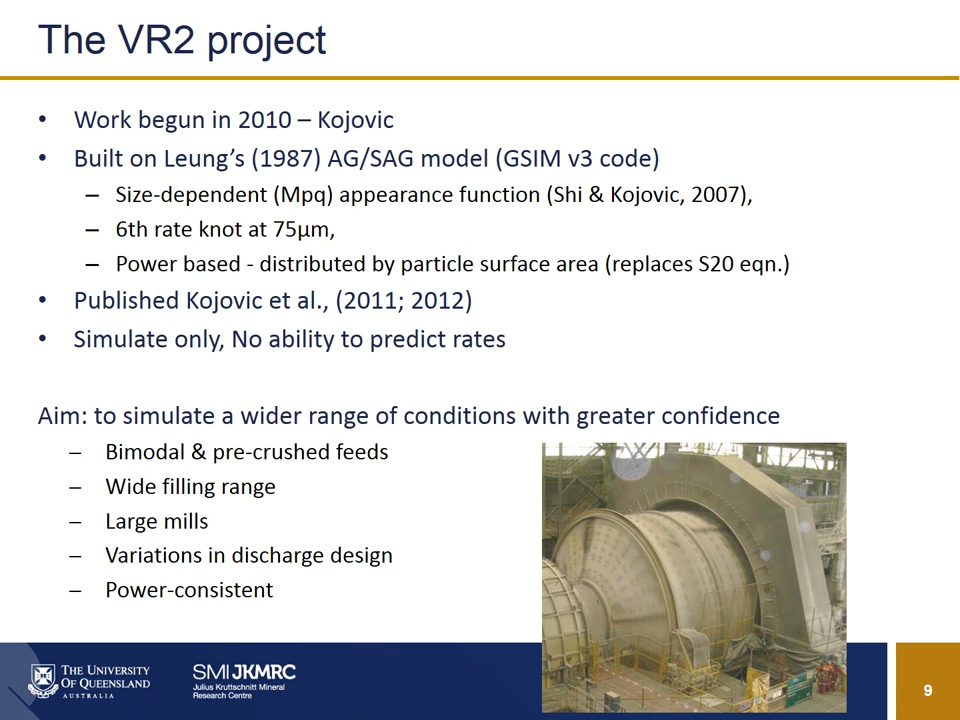 The VR2 project
• Work begun in 2010 – Kojovic
• Built on Leung's (1987) AG/SAG model (GSIM v3 code)
– Size-dependent (Mpq) appearance function (Shi & Kojovic, 2007),
– 6th rate knot at 75µm,
– Power based - distributed by particle surface area (replaces S20 eqn.)
• Published Kojovic et al., (2011; 2012)
• Simulate only, No ability to predict rates
Aim: to simulate a wider range of conditions with greater confidence
– Bimodal & pre-crushed feeds
– Wide filling range
– Large mills
– Variations in discharge design
– Power-consistent
THE UNIVERSITY
OF QUEENSLAND
AUSTRALIA
SMI JKMRC
Julius Kruttschnitt Mineral
Research Centre
9